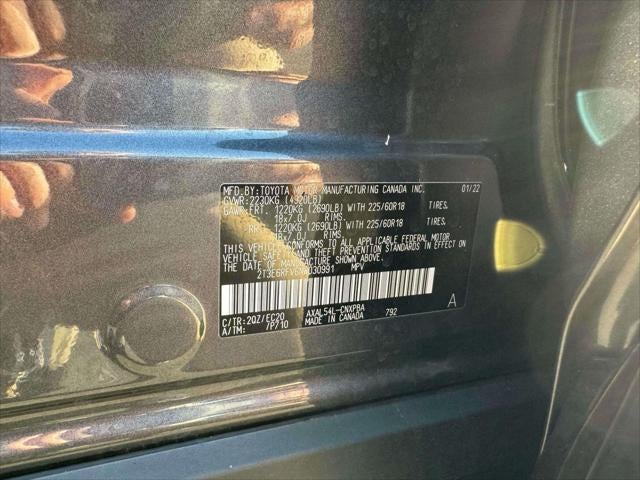 MFD.BY:TOYOTA MOTOR MANUFACTURING CANADA INC. 01/22
GVWR:2230KG (4920LB)
GAWR:FRT. 1220KG (2690LB) WITH 225/60R18 TIRES,
18x7.0J RIMS.
RR. 1220KG (2690LB) WITH 225/60R18 TIRES,
18x7.0J RIMS.
THIS VEHICLE CONFORMS TO ALL APPLICABLE FEDERAL MOTOR
VEHICLE SAFETY AND THEFT PREVENTION STANDARDS IN EFFECT
ON THE DATE OF MANUFACTURE SHOWN ABOVE.
MPV
C/TR:2QZ/EC20 AXAL54L-CNXPBA A
A/TM: /P710 MADE IN CANADA 792